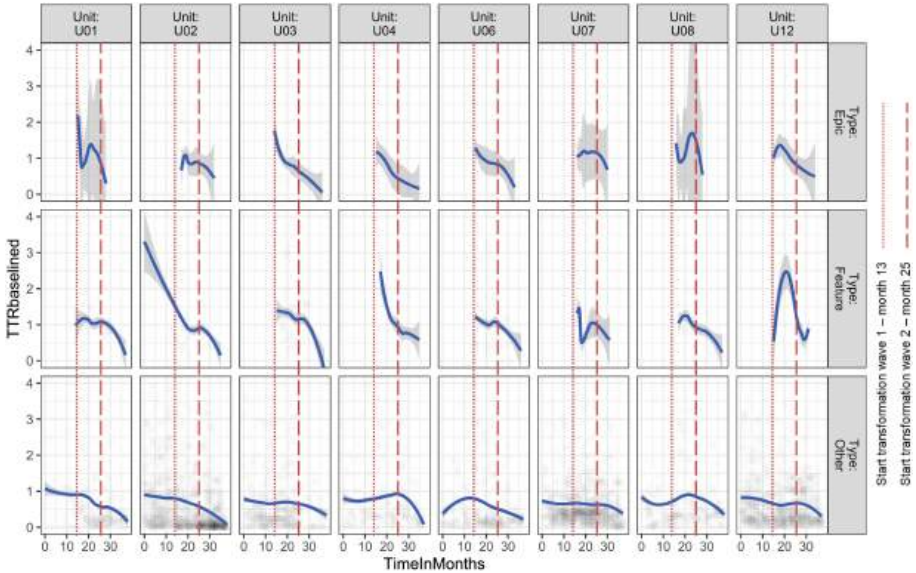 Unit:
U01
Unit:
U02
Unit:
U03
Unit:
U04
Unit:
U06
Unit:
U07
Unit:
U08
Unit:
U12
4
3
2
1
0
Type:
Epic
4
3
2
1
0
Type:
Feature
4
3
2
1
0
Type:
Other
TTRbaselined
0 10 20 30
0 10 20 30
0 10 20 30
0 10 20 30
0 10 20 30
0 10 20 30
0 10 20 30
0 10 20 30
TimeInMonths
Start transformation wave 1 – month 13
Start transformation wave 2 – month 25